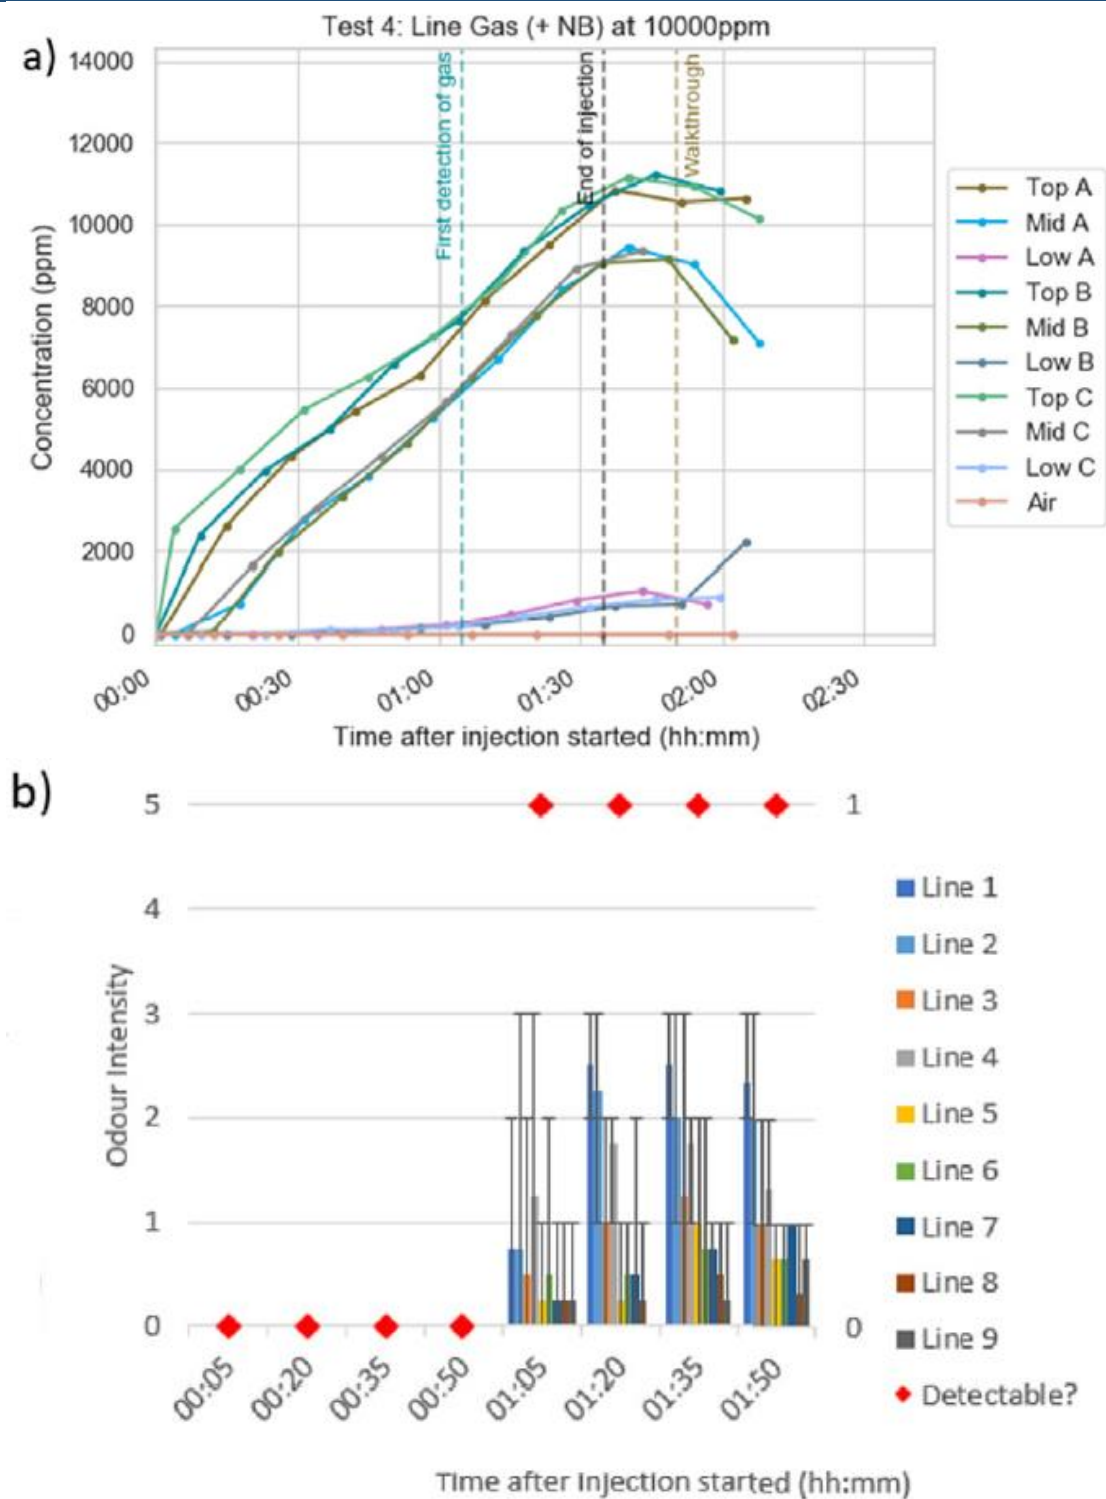 Test 4: Line Gas (+ NB) at 10000ppm
a)
14000
12000
10000
8000
6000
4000
2000
0
Concentration (ppm)
First detection of gas
End of injection
Walkthrough
00:00
00:30
01:00
01:30
02:00
02:30
Time after injection started (hh:mm)
Top A
Mid A
Low A
Top B
Mid B
Low B
Top C
Mid C
Low C
Air
b)
5
4
3
2
1
0
Odour Intensity
1
0
00:05
00:20
00:35
00:50
01:05
01:20
01:35
01:50
Time after Injection started (hh:mm)
Line 1
Line 2
Line 3
Line 4
Line 5
Line 6
Line 7
Line 8
Line 9
Detectable?